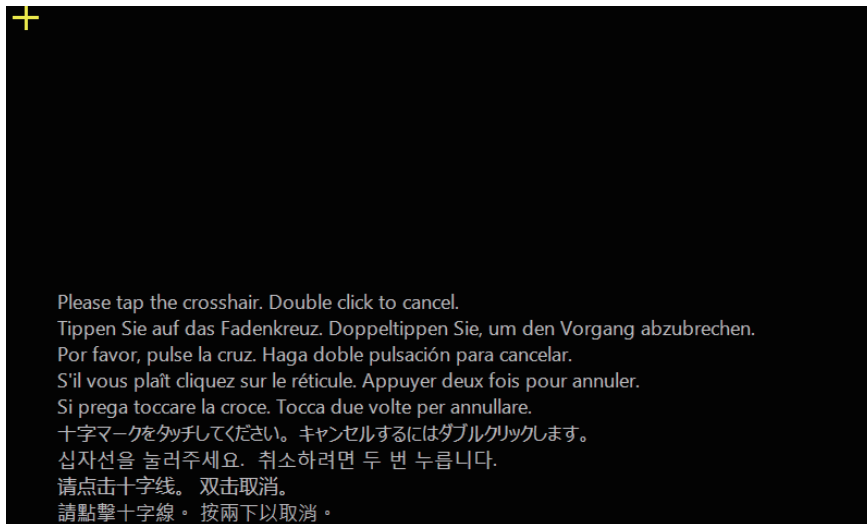 Please tap the crosshair. Double click to cancel.
Tippen Sie auf das Fadenkreuz. Doppeltippen Sie, um den Vorgang abzubrechen.
Por favor, pulse la cruz. Haga doble pulsación para cancelar.
S'il vous plaît cliquez sur le réticule. Appuyer deux fois pour annuler.
Si prega toccare la croce. Tocca due volte per annullare.
十字マークをタッチしてください。キャンセルするにはダブルクリックします。
십자선을 눌러주세요. 취소하려면 두 번 누릅니다.
请点击十字线。 双击取消。
請點擊十字線。 按兩下以取消。